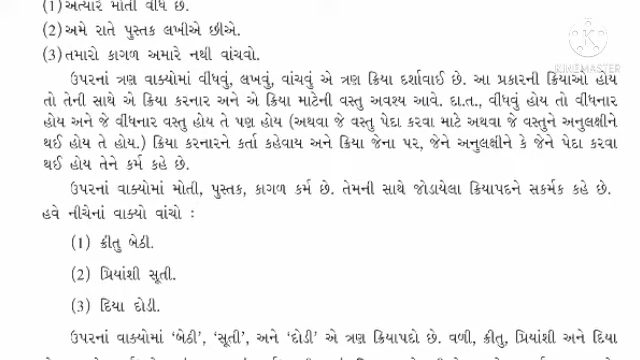 (1) અત્યારે મોતી વીંધે છે.
(2) અમે રાતે પુસ્તક લખીએ છીએ.
(3) તમારો કાગળ અમારે નથી વાંચવો.
ઉપરનાં ત્રણ વાક્યોમાં વીંધવું, લખવું, વાંચવું એ ત્રણ ક્રિયા દર્શાવાઈ છે. આ પ્રકારની ક્રિયાઓ હોય
તો તેની સાથે એ ક્રિયા કરનાર અને એ ક્રિયા માટેની વસ્તુ અવશ્ય આવે. દા.ત., વીંધવું હોય તો વીંધનાર
હોય અને જે વીંધનાર વસ્તુ હોય તે પણ હોય (અથવા જે વસ્તુ પેદા કરવા માટે અથવા જે વસ્તુને અનુલક્ષીને
થઈ હોય તે હોય.) ક્રિયા કરનારને કર્તા કહેવાય અને ક્રિયા જેના પર, જેને અનુલક્ષીને કે જેને પેદા કરવા
થઈ હોય તેને કર્મ કહે છે.
ઉપરનાં વાક્યોમાં મોતી, પુસ્તક, કાગળ કર્મ છે. તેમની સાથે જોડાયેલા ક્રિયાપદને સકર્મક કહે છે.
હવે નીચેનાં વાક્યો વાંચો :
(1) ક્રીતુ બેઠી.
(2) પ્રિયાંશી સૂતી.
(3) દિયા દોડી.
ઉપરનાં વાક્યોમાં 'બેઠી', 'સૂતી', અને 'દોડી' એ ત્રણ ક્રિયાપદો છે. વળી, ક્રીતુ, પ્રિયાંશી અને દિયા
KINEMASTER